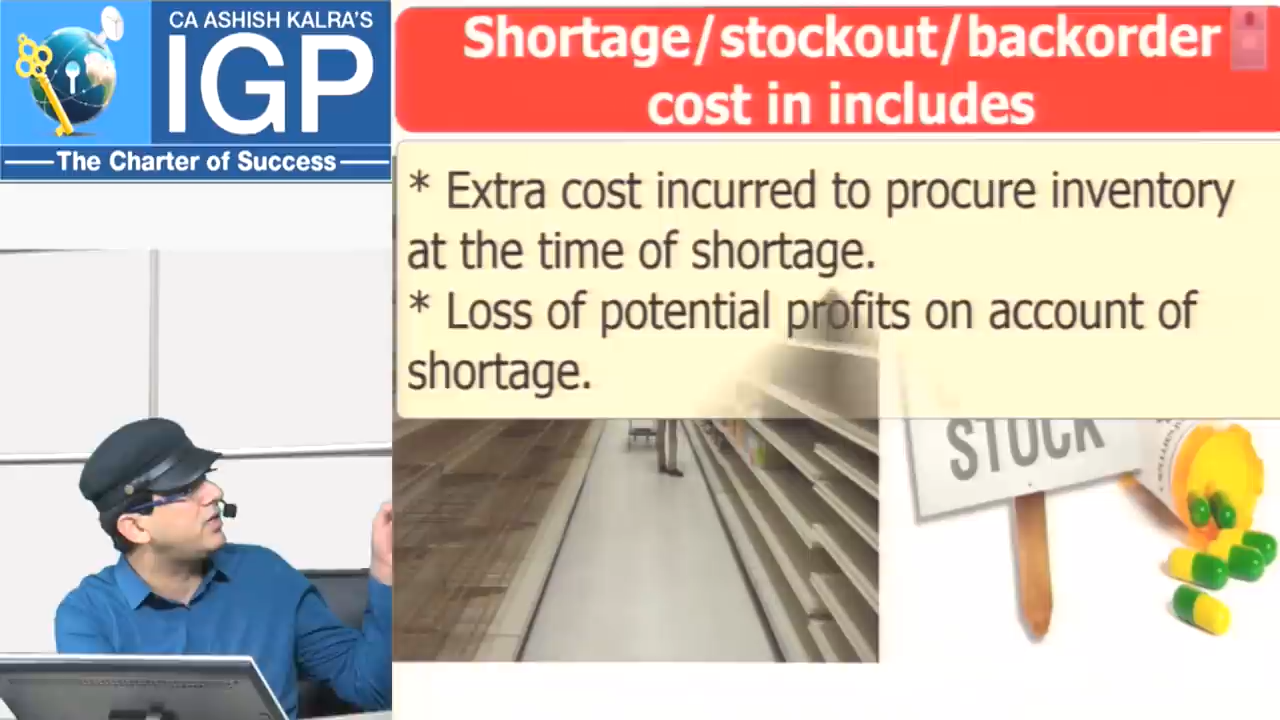 CA ASHISH KALRA'S
IGP
The Charter of Success
Shortage/stockout/backorder
cost in includes
* Extra cost incurred to procure inventory
at the time of shortage.
* Loss of potential profits on account of
shortage.
STOCK